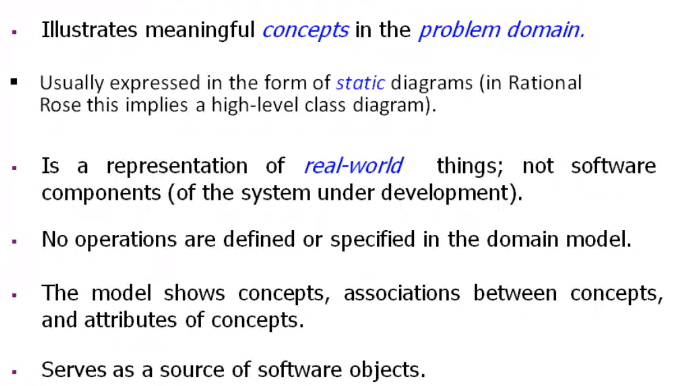 ▪ Illustrates meaningful concepts in the problem domain.
▪ Usually expressed in the form of static diagrams (in Rational
Rose this implies a high-level class diagram).
▪ Is a representation of real-world things; not software
components (of the system under development).
▪ No operations are defined or specified in the domain model.
▪ The model shows concepts, associations between concepts,
and attributes of concepts.
▪ Serves as a source of software objects.